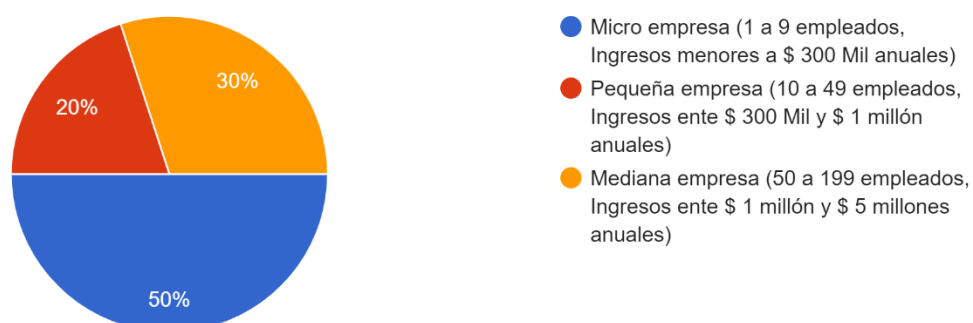 30%
20%
50%
Micro empresa (1 a 9 empleados,
Ingresos menores a $ 300 Mil anuales)
Pequeña empresa (10 a 49 empleados,
Ingresos ente $ 300 Mil y $ 1 millón
anuales)
Mediana empresa (50 a 199 empleados,
Ingresos ente $ 1 millón y $ 5 millones
anuales)